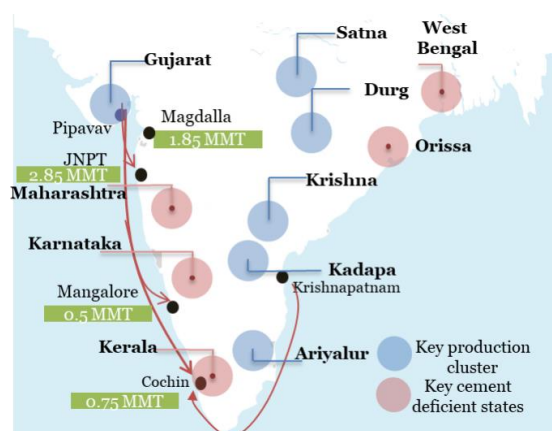 Satna
West
Bengal
Gujarat
Durg
Pipavav
Magdalla
1.85 MMT
Orissa
JNPT
2.85 MMT
Krishna
Maharashtra
Karnataka
Kadapa
Krishnapatnam
Mangalore
0.5 MMT
Kerala
Ariyalur
Key production
cluster
Cochin
0.75 MMT
Key cement
deficient states